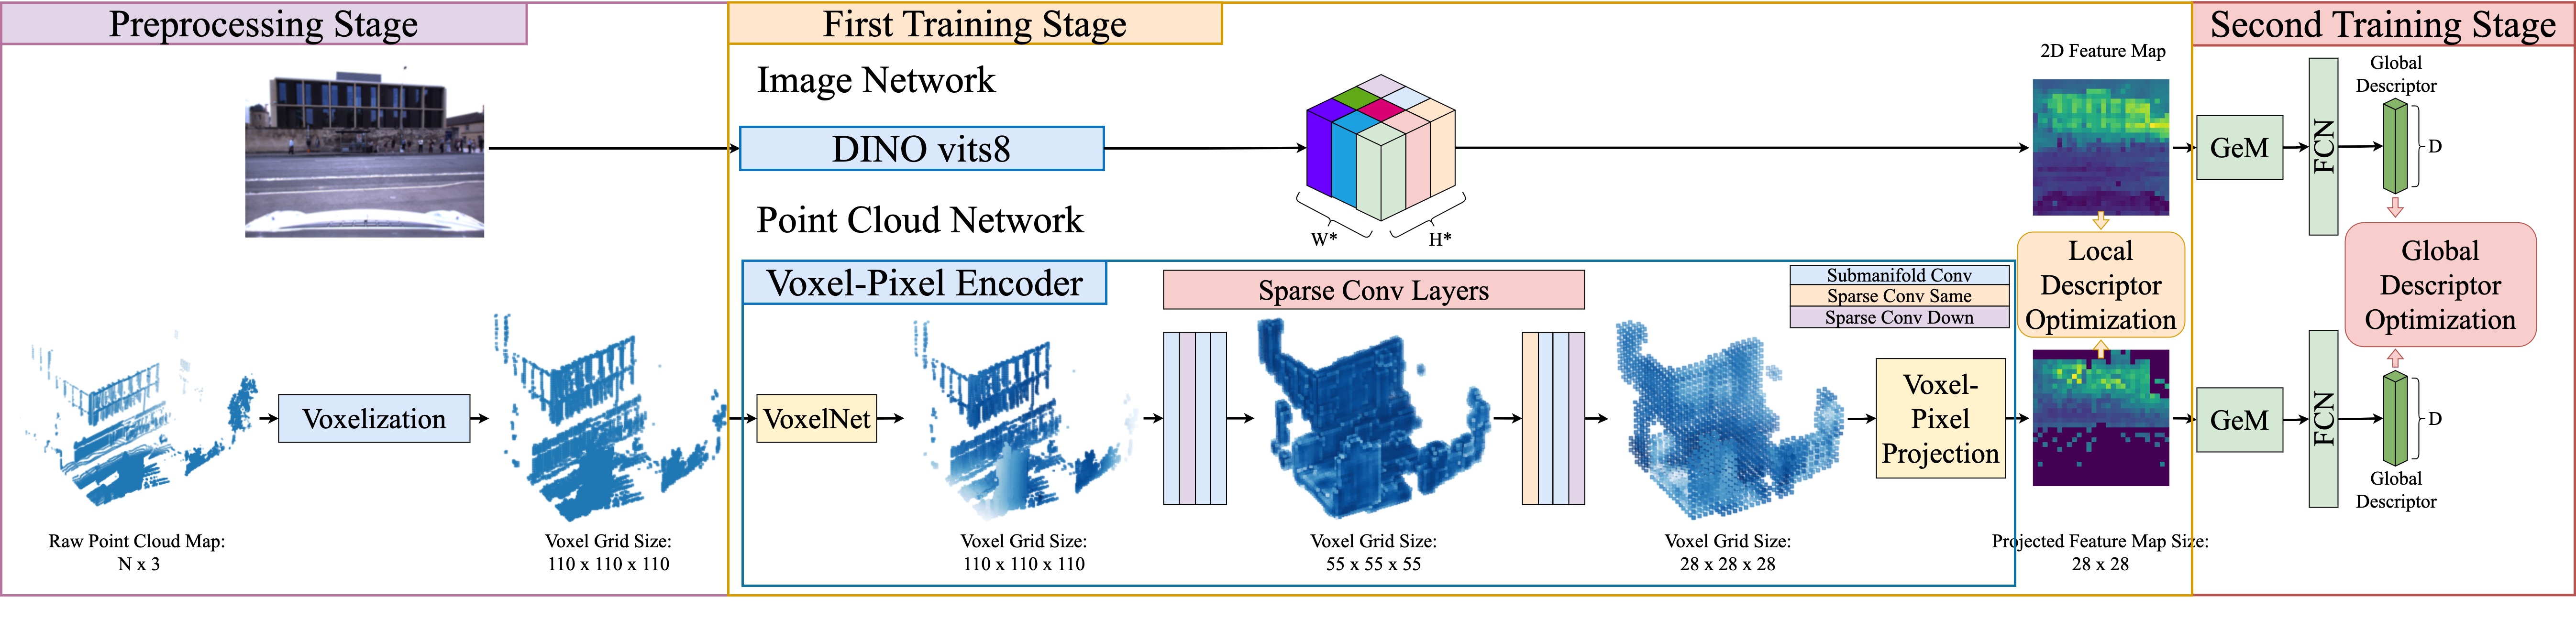 Preprocessing Stage
First Training Stage
Second Training Stage
Image Network
DINO vits8
W*
H*
2D Feature Map
GeM
FCN
Global
Descriptor
D
Point Cloud Network
Local
Descriptor
Optimization
Global
Descriptor
Optimization
Voxel-Pixel Encoder
Sparse Conv Layers
Submanifold Conv
Sparse Conv Same
Sparse Conv Down
Voxelization
VoxelNet
Voxel-
Pixel
Projection
GeM
FCN
D
Global
Descriptor
Raw Point Cloud Map:
N x 3
Voxel Grid Size:
110 x 110 x 110
Voxel Grid Size:
110 x 110 x 110
Voxel Grid Size:
55 x 55 x 55
Voxel Grid Size:
28 x 28 x 28
Projected Feature Map Size:
28 x 28